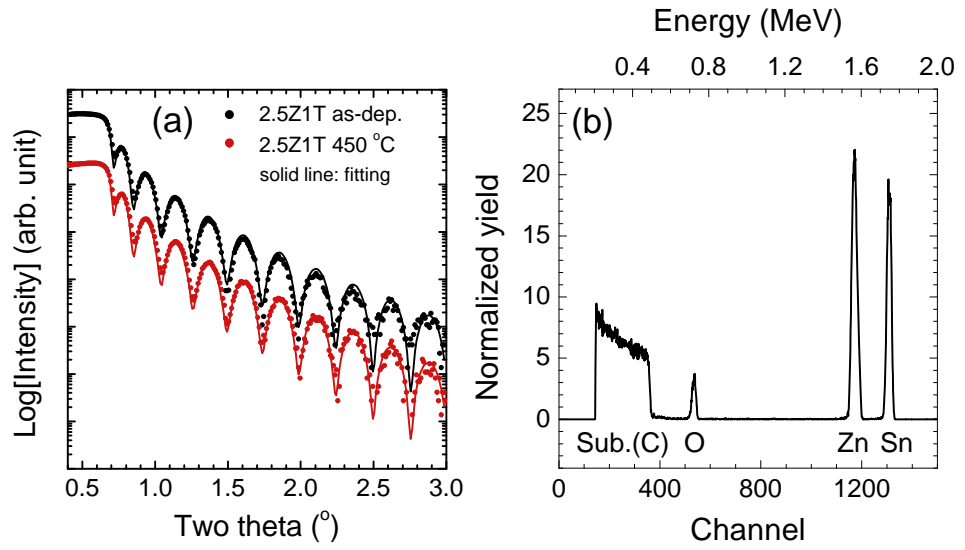 (a)
2.5Z1T as-dep.
2.5Z1T 450 °C
solid line: fitting
Log[Intensity] (arb. unit)
0.5 1.0 1.5 2.0 2.5 3.0
Two theta (°)
Energy (MeV)
0.4 0.8 1.2 1.6 2.0
(b)
Normalized yield
25
20
15
10
5
0
Sub.(C) O Zn Sn
0 400 800 1200
Channel